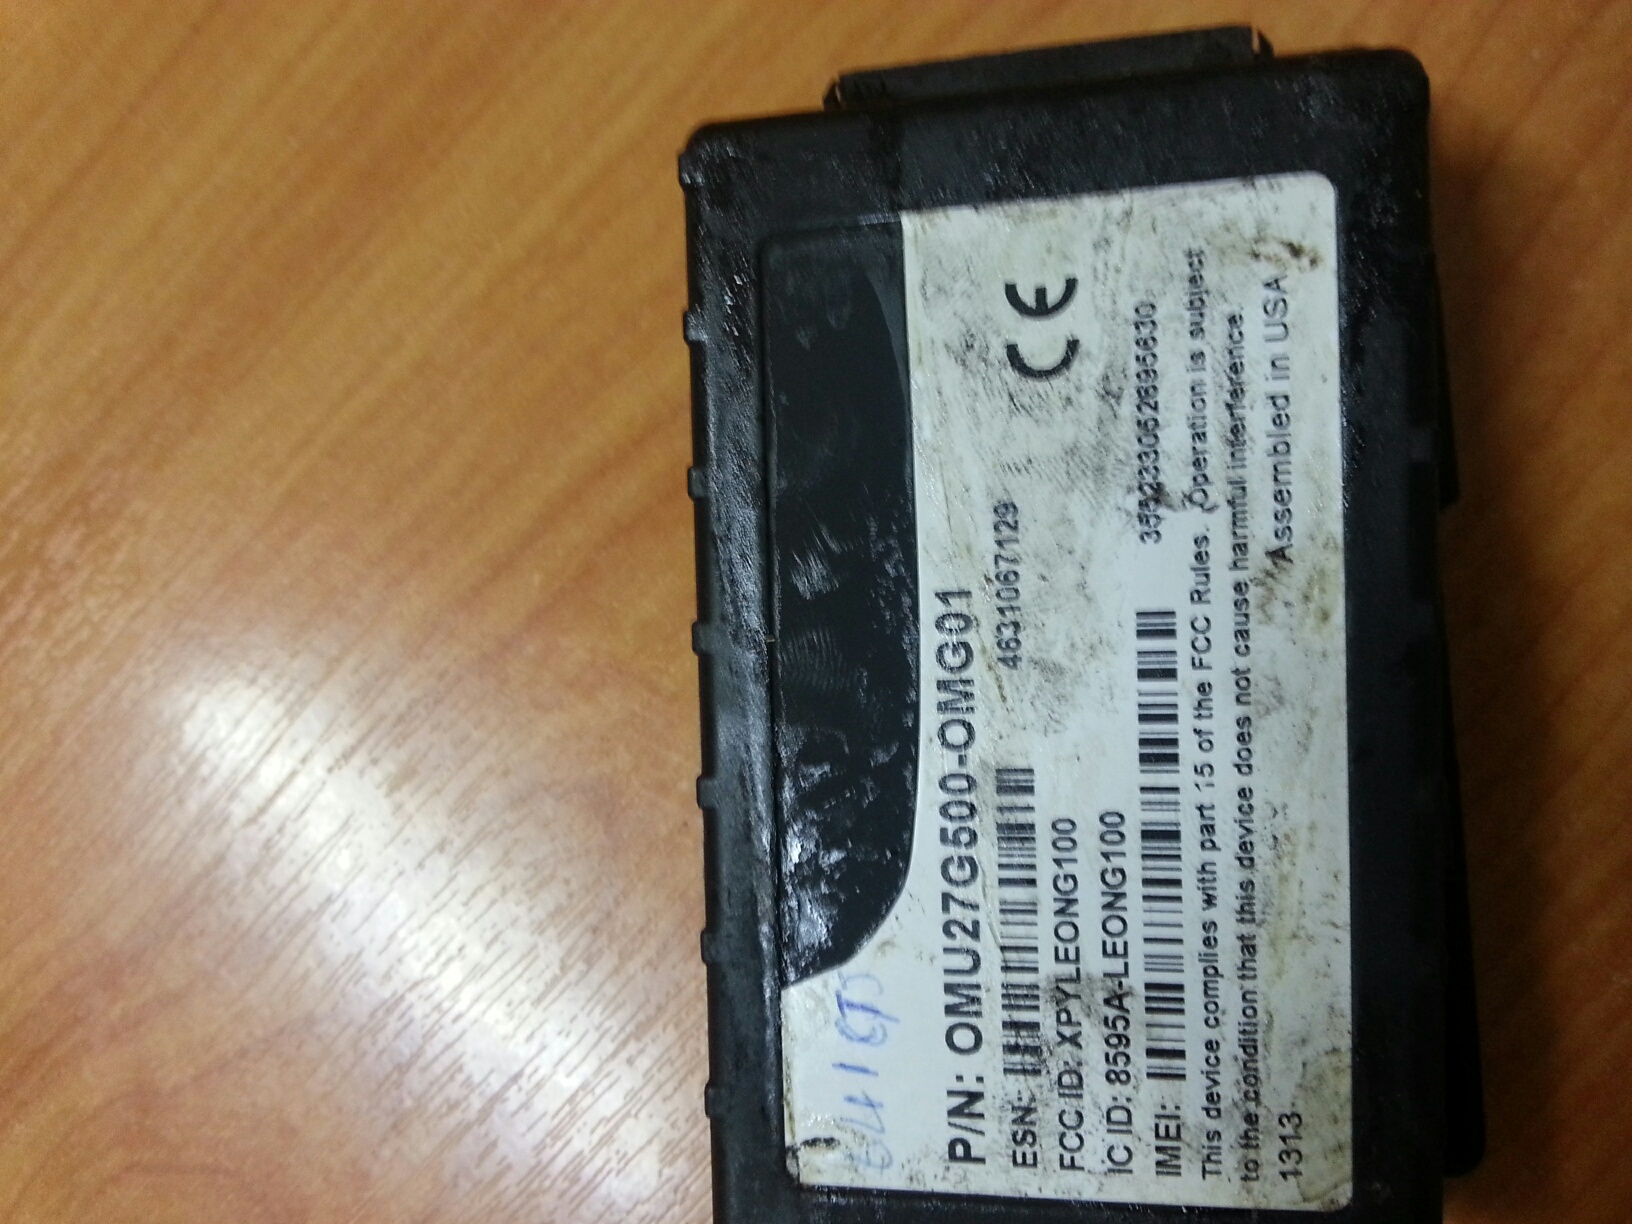 P/N: OMU27G500-OMG01
ESN: 4631067129
CE
FCC ID: XPYLEONG100
IC ID: 8595A-LEONG100
IMEI:
This device complies with part 15 of the FCC Rules. Operation is subject
to the condition that this device does not cause harmful interference.
1313 Assembled in USA
1313